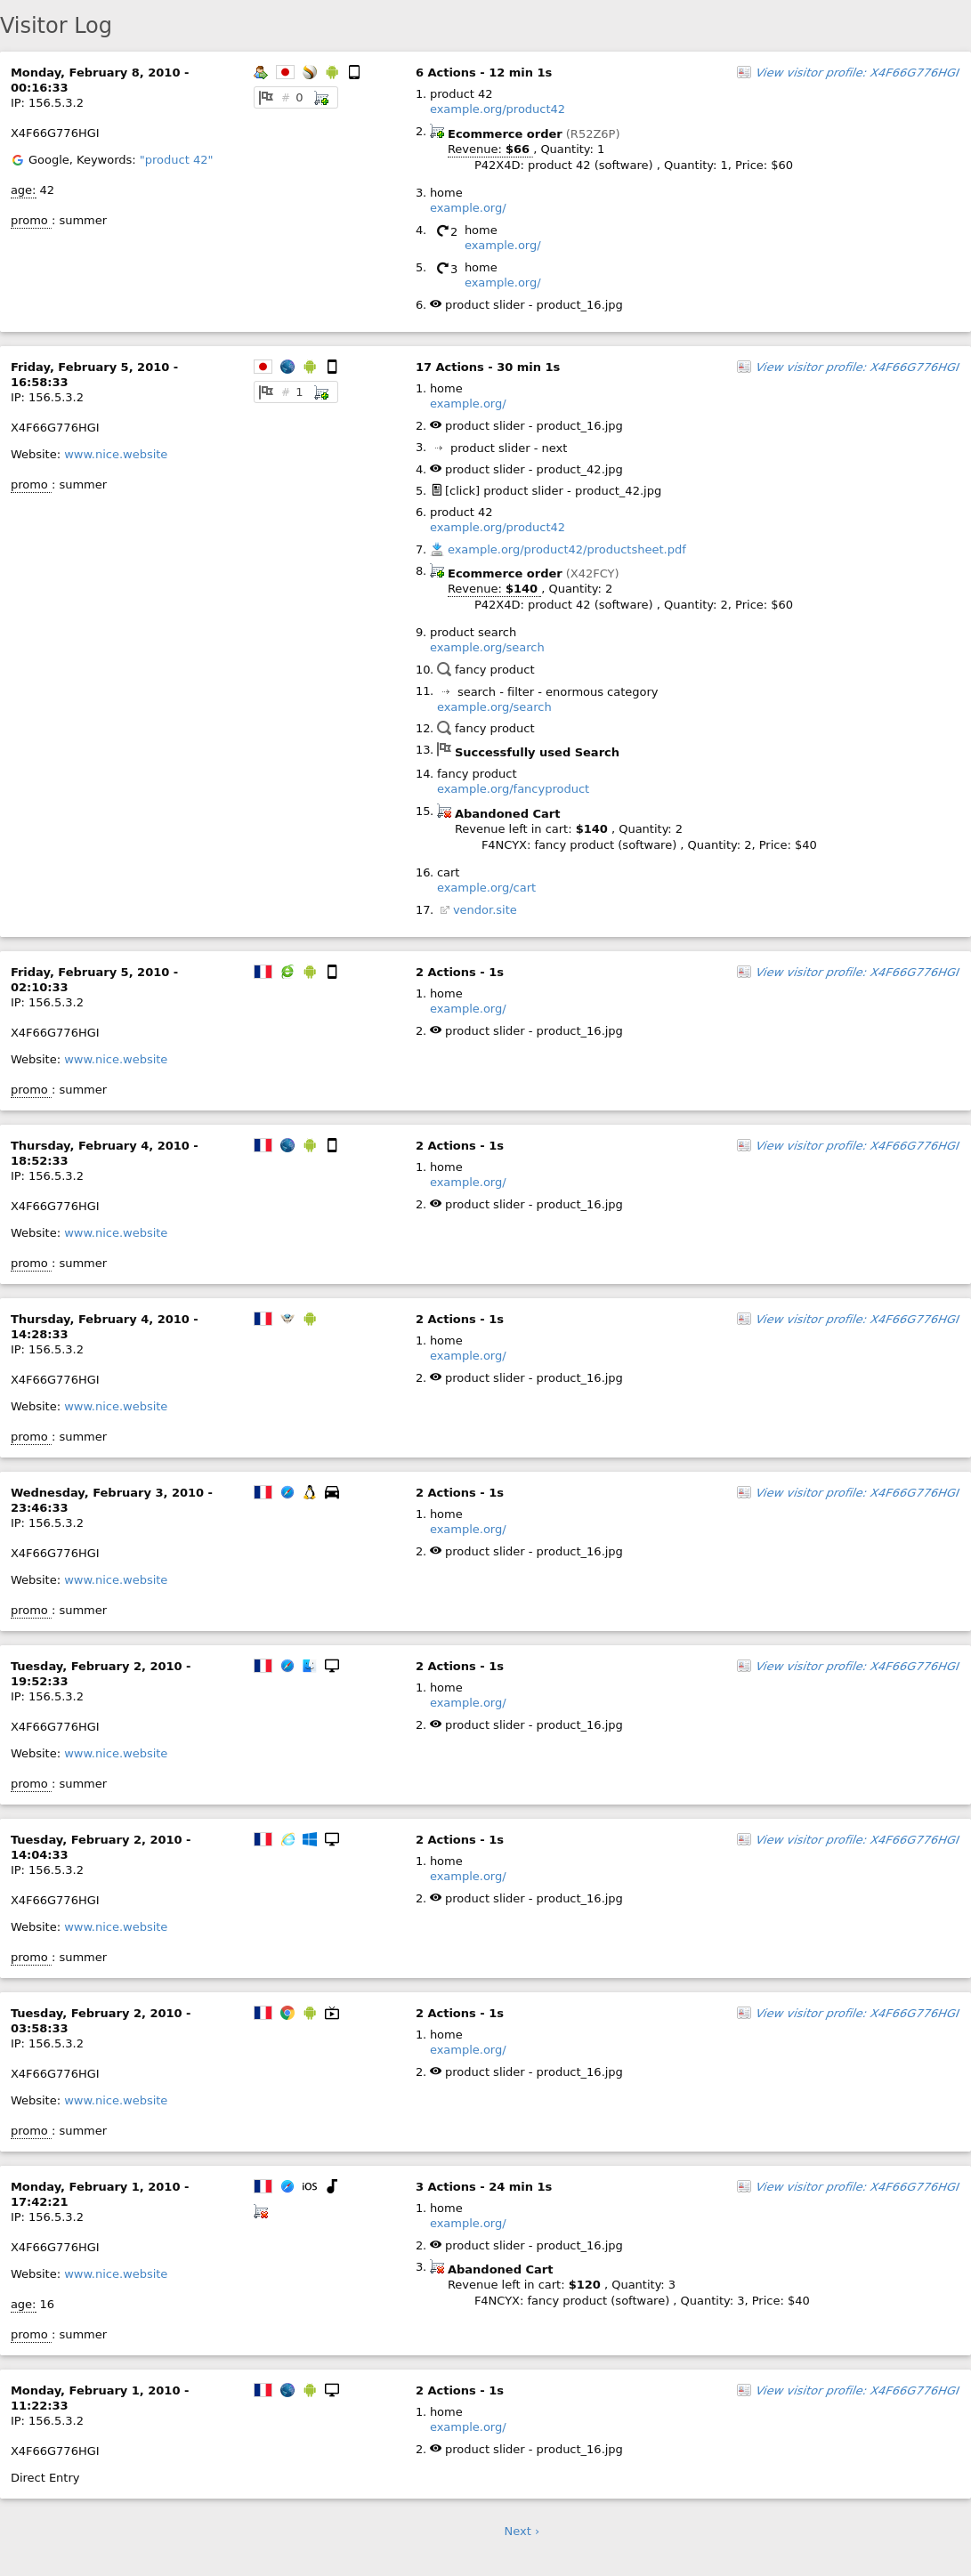 Visitor Log
Monday, February 8, 2010 -
00:16:33
IP: 156.5.3.2
X4F66G776HGI
Google, Keywords: "product 42"
age: 42
promo : summer
# 0
6 Actions - 12 min 1s
View visitor profile: X4F66G776HGI
1. product 42
example.org/product42
2. Ecommerce order (R52Z6P)
Revenue: $66 , Quantity: 1
P42X4D: product 42 (software) , Quantity: 1, Price: $60
3. home
example.org/
4. 2 home
example.org/
5. 3 home
example.org/
6. product slider - product_16.jpg
Friday, February 5, 2010 -
16:58:33
IP: 156.5.3.2
X4F66G776HGI
Website: www.nice.website
promo : summer
# 1
17 Actions - 30 min 1s
View visitor profile: X4F66G776HGI
1. home
example.org/
2. product slider - product_16.jpg
3. product slider - next
4. product slider - product_42.jpg
5. [click] product slider - product_42.jpg
6. product 42
example.org/product42
7. example.org/product42/productsheet.pdf
8. Ecommerce order (X42FCY)
Revenue: $140 , Quantity: 2
P42X4D: product 42 (software) , Quantity: 2, Price: $60
9. product search
example.org/search
10. fancy product
11. search - filter - enormous category
example.org/search
12. fancy product
13. Successfully used Search
14. fancy product
example.org/fancyproduct
15. Abandoned Cart
Revenue left in cart: $140 , Quantity: 2
F4NCYX: fancy product (software) , Quantity: 2, Price: $40
16. cart
example.org/cart
17. vendor.site
Friday, February 5, 2010 -
02:10:33
IP: 156.5.3.2
X4F66G776HGI
Website: www.nice.website
promo : summer
2 Actions - 1s
View visitor profile: X4F66G776HGI
1. home
example.org/
2. product slider - product_16.jpg
Thursday, February 4, 2010 -
18:52:33
IP: 156.5.3.2
X4F66G776HGI
Website: www.nice.website
promo : summer
2 Actions - 1s
View visitor profile: X4F66G776HGI
1. home
example.org/
2. product slider - product_16.jpg
Thursday, February 4, 2010 -
14:28:33
IP: 156.5.3.2
X4F66G776HGI
Website: www.nice.website
promo : summer
2 Actions - 1s
View visitor profile: X4F66G776HGI
1. home
example.org/
2. product slider - product_16.jpg
Wednesday, February 3, 2010 -
23:46:33
IP: 156.5.3.2
X4F66G776HGI
Website: www.nice.website
promo : summer
2 Actions - 1s
View visitor profile: X4F66G776HGI
1. home
example.org/
2. product slider - product_16.jpg
Tuesday, February 2, 2010 -
19:52:33
IP: 156.5.3.2
X4F66G776HGI
Website: www.nice.website
promo : summer
2 Actions - 1s
View visitor profile: X4F66G776HGI
1. home
example.org/
2. product slider - product_16.jpg
Tuesday, February 2, 2010 -
14:04:33
IP: 156.5.3.2
X4F66G776HGI
Website: www.nice.website
promo : summer
2 Actions - 1s
View visitor profile: X4F66G776HGI
1. home
example.org/
2. product slider - product_16.jpg
Tuesday, February 2, 2010 -
03:58:33
IP: 156.5.3.2
X4F66G776HGI
Website: www.nice.website
promo : summer
2 Actions - 1s
View visitor profile: X4F66G776HGI
1. home
example.org/
2. product slider - product_16.jpg
Monday, February 1, 2010 -
17:42:21
IP: 156.5.3.2
X4F66G776HGI
Website: www.nice.website
age: 16
promo : summer
iOS
3 Actions - 24 min 1s
View visitor profile: X4F66G776HGI
1. home
example.org/
2. product slider - product_16.jpg
3. Abandoned Cart
Revenue left in cart: $120 , Quantity: 3
F4NCYX: fancy product (software) , Quantity: 3, Price: $40
Monday, February 1, 2010 -
11:22:33
IP: 156.5.3.2
X4F66G776HGI
Direct Entry
2 Actions - 1s
View visitor profile: X4F66G776HGI
1. home
example.org/
2. product slider - product_16.jpg
Next ›